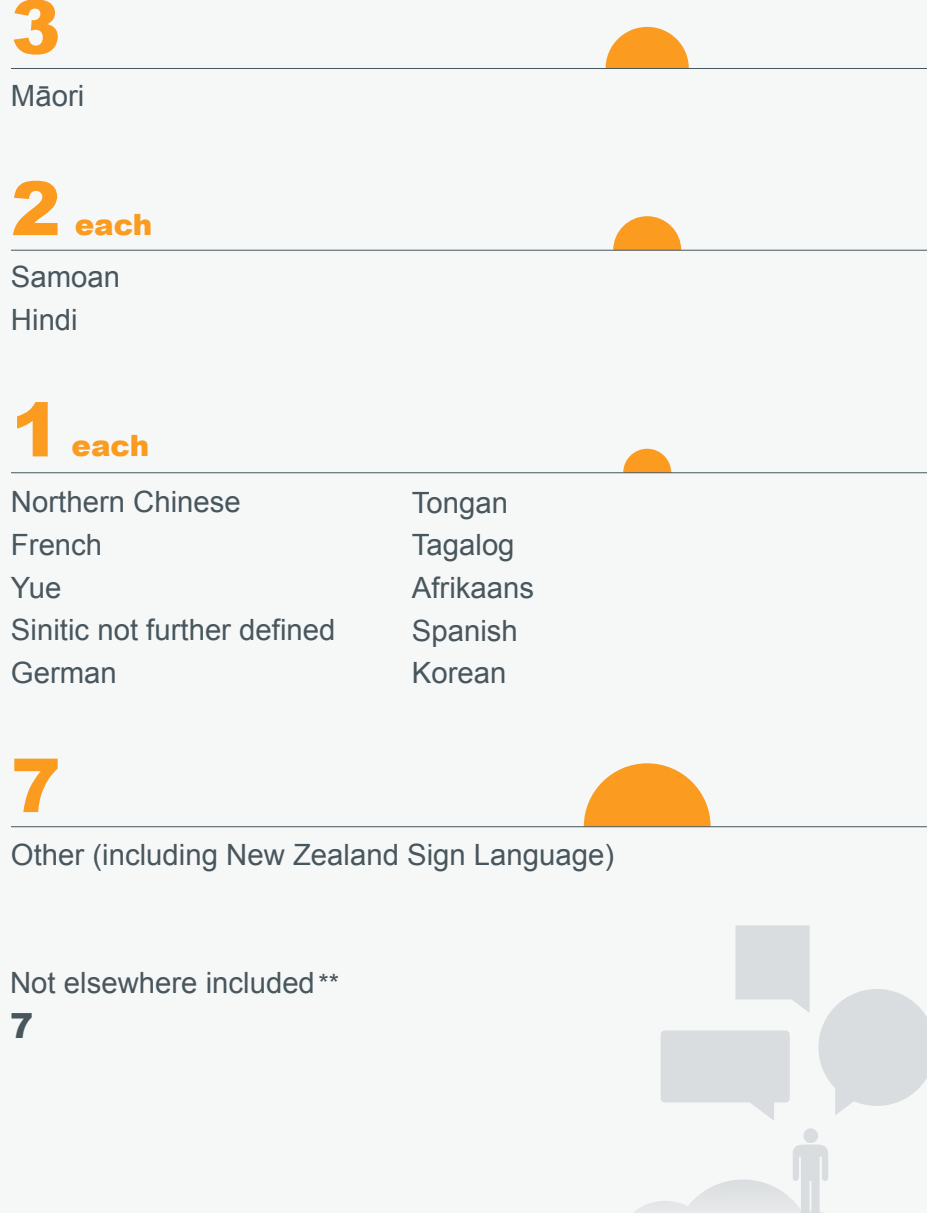 3
Māori
2 each
Samoan
Hindi
1 each
Northern Chinese
French
Yue
Sinitic not further defined
German
Tongan
Tagalog
Afrikaans
Spanish
Korean
7
Other (including New Zealand Sign Language)
Not elsewhere included**
7